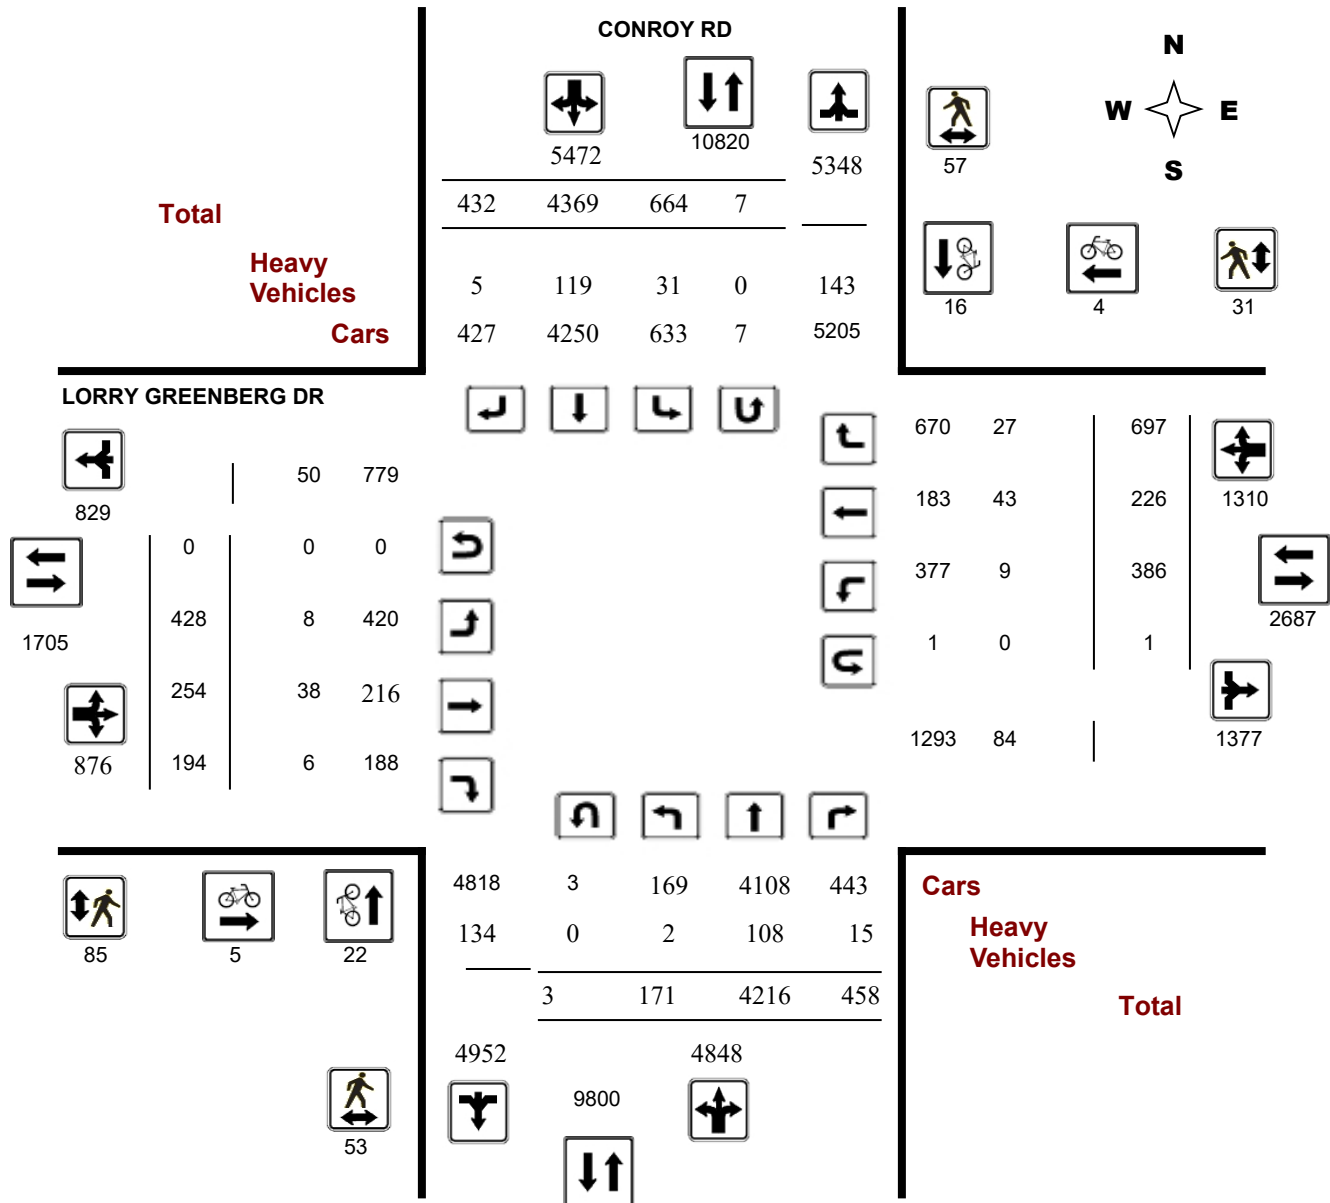 CONROY RD
N
W E
S
10820
5472
5348
57
Total
432 4369 664 7
Heavy
Vehicles
5 119 31 0 143
16 4 31
Cars
427 4250 633 7 5205
LORRY GREENBERG DR
670 27 697
50 779
829
183 43 226 1310
0 0 0
377 9 386
428 8 420
2687
1705
1 0 1
254 38 216
1293 84 1377
876 194 6 188
4818 3 169 4108 443
Cars
134 0 2 108 15
Heavy
Vehicles
85 5 22
3 171 4216 458
Total
4952 4848
9800
53